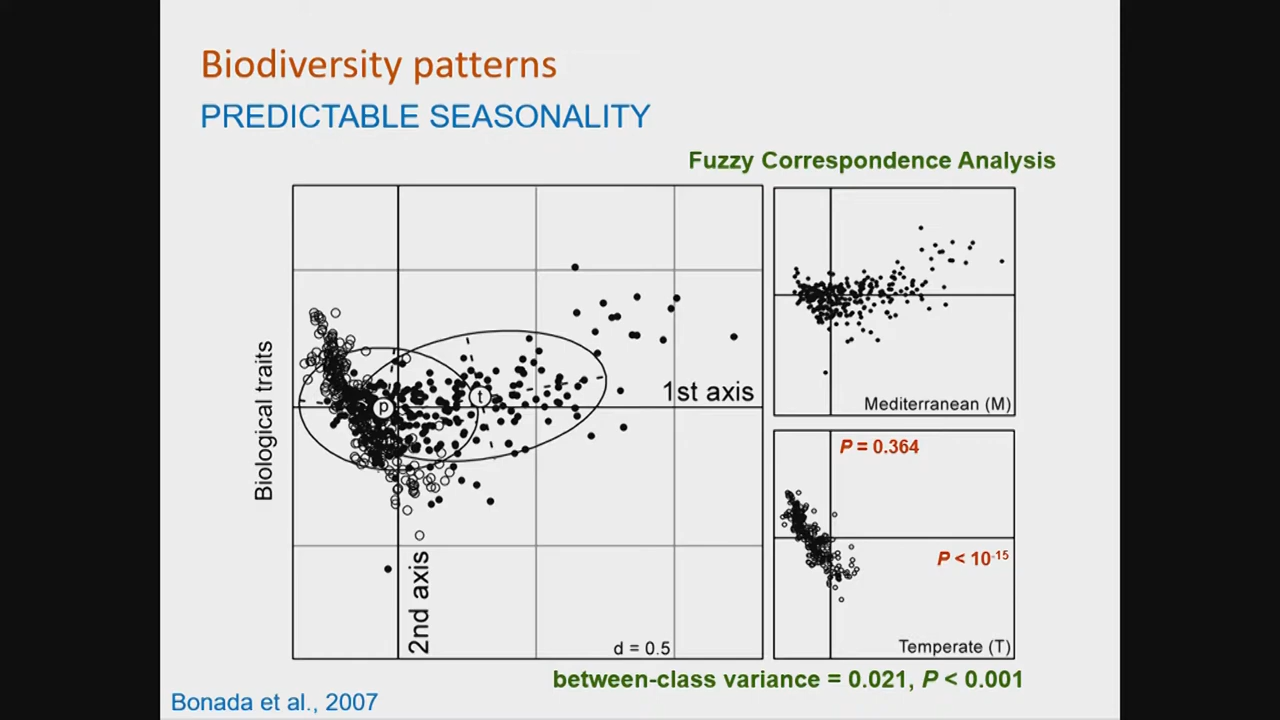 Biodiversity patterns
PREDICTABLE SEASONALITY
Fuzzy Correspondence Analysis
Biological traits
p
t
1st axis
2nd axis
d = 0.5
Mediterranean (M)
P = 0.364
P < 10-15
Temperate (T)
between-class variance = 0.021, P < 0.001
Bonada et al., 2007